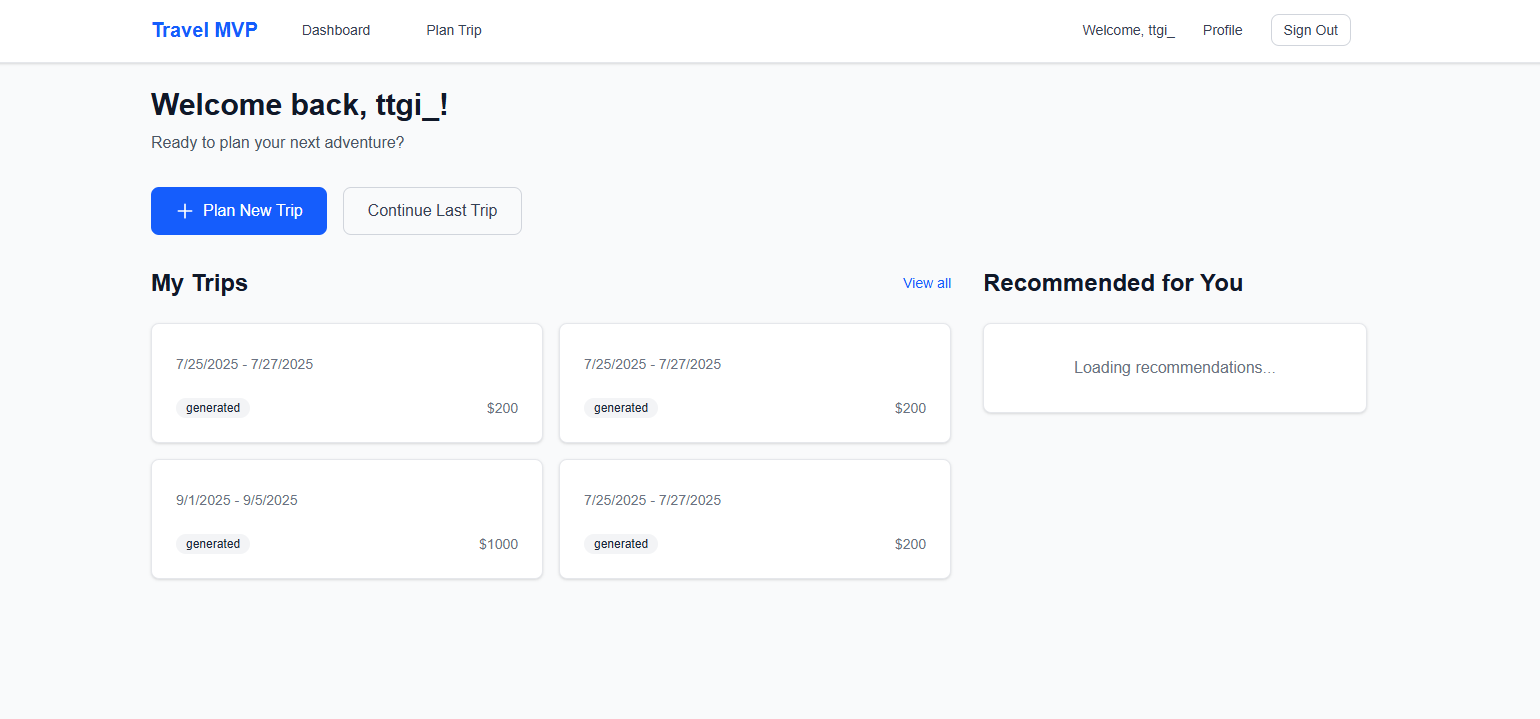 Travel MVP Dashboard Plan Trip Welcome, ttgi_ Profile Sign Out
Welcome back, ttgi_!
Ready to plan your next adventure?
Plan New Trip Continue Last Trip
My Trips View all
7/25/2025 - 7/27/2025
generated $200
7/25/2025 - 7/27/2025
generated $200
9/1/2025 - 9/5/2025
generated $1000
7/25/2025 - 7/27/2025
generated $200
Recommended for You
Loading recommendations...